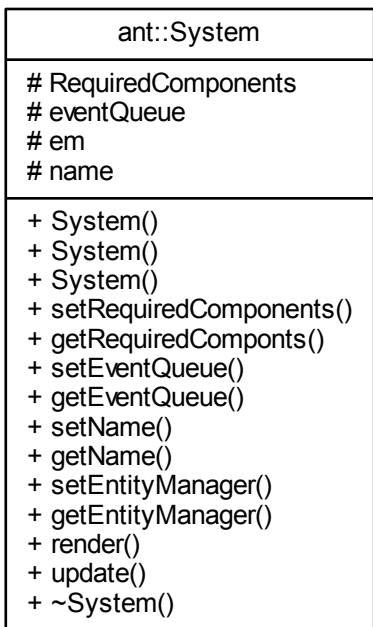 ant::System
# RequiredComponents
# eventQueue
# em
# name
+ System()
+ System()
+ System()
+ setRequiredComponents()
+ getRequiredComponts()
+ setEventQueue()
+ getEventQueue()
+ setName()
+ getName()
+ setEntityManager()
+ getEntityManager()
+ render()
+ update()
+ ~System()